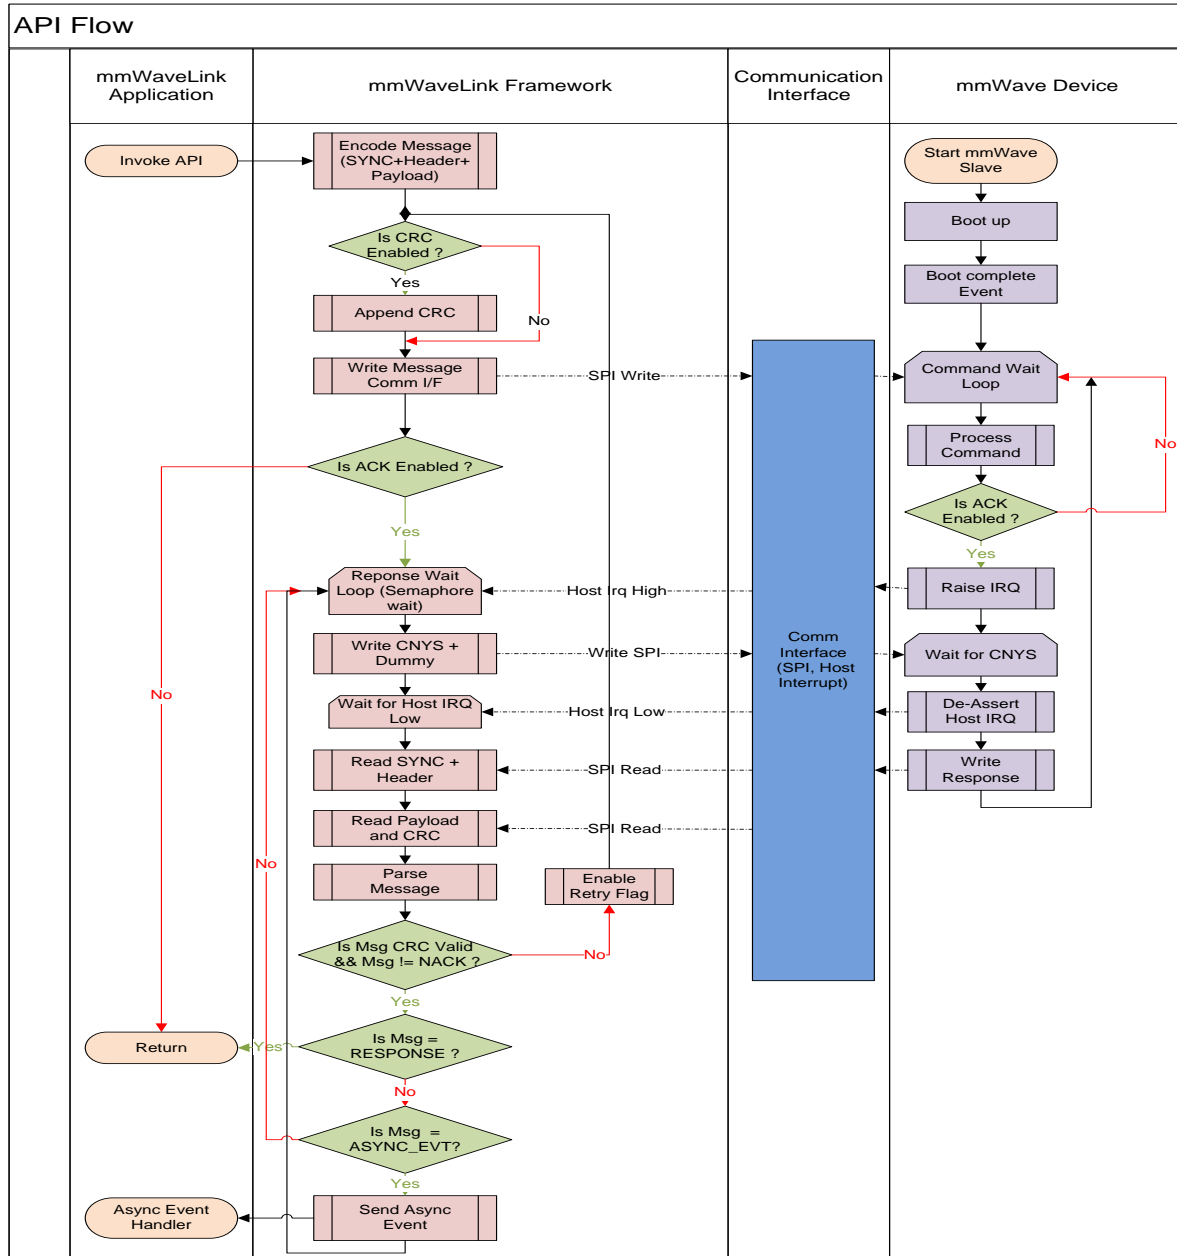 API Flow
mmWaveLink
Application
mmWaveLink Framework
Communication
Interface
mmWave Device
Invoke API
Encode Message
(SYNC+Header+
Payload)
Start mmWave
Slave
Boot up
Is CRC
Enabled ?
Yes
No
Boot complete
Event
Append CRC
Write Message
Comm I/F
SPI Write
Command Wait
Loop
Process
Command
No
Is ACK Enabled ?
Is ACK
Enabled ?
Yes
Yes
Reponse Wait
Loop (Semaphore
wait)
Host Irq High
Raise IRQ
Write CNYS +
Dummy
Write SPI
Comm
Interface
(SPI, Host
Interrupt)
Wait for CNYS
No
Wait for Host IRQ
Low
Host Irq Low
De-Assert
Host IRQ
Read SYNC +
Header
SPI Read
Write
Response
Read Payload
and CRC
SPI Read
No
Parse
Message
Enable
Retry Flag
Is Msg CRC Valid
&& Msg != NACK ?
No
Yes
Return
Yes
Is Msg =
RESPONSE ?
No
Is Msg =
ASYNC_EVT?
Yes
Async Event
Handler
Send Async
Event